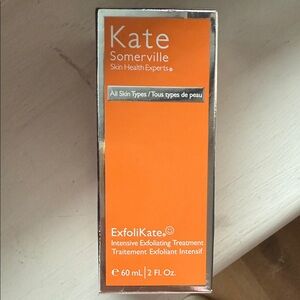 Kate
Somerville
Skin Health Experts®
All Skin Types / Tous types de peau
ExfoliKate®
Intensive Exfoliating Treatment
Traitement Exfoliant Intensif
℮ 60 mL | 2 Fl. Oz.